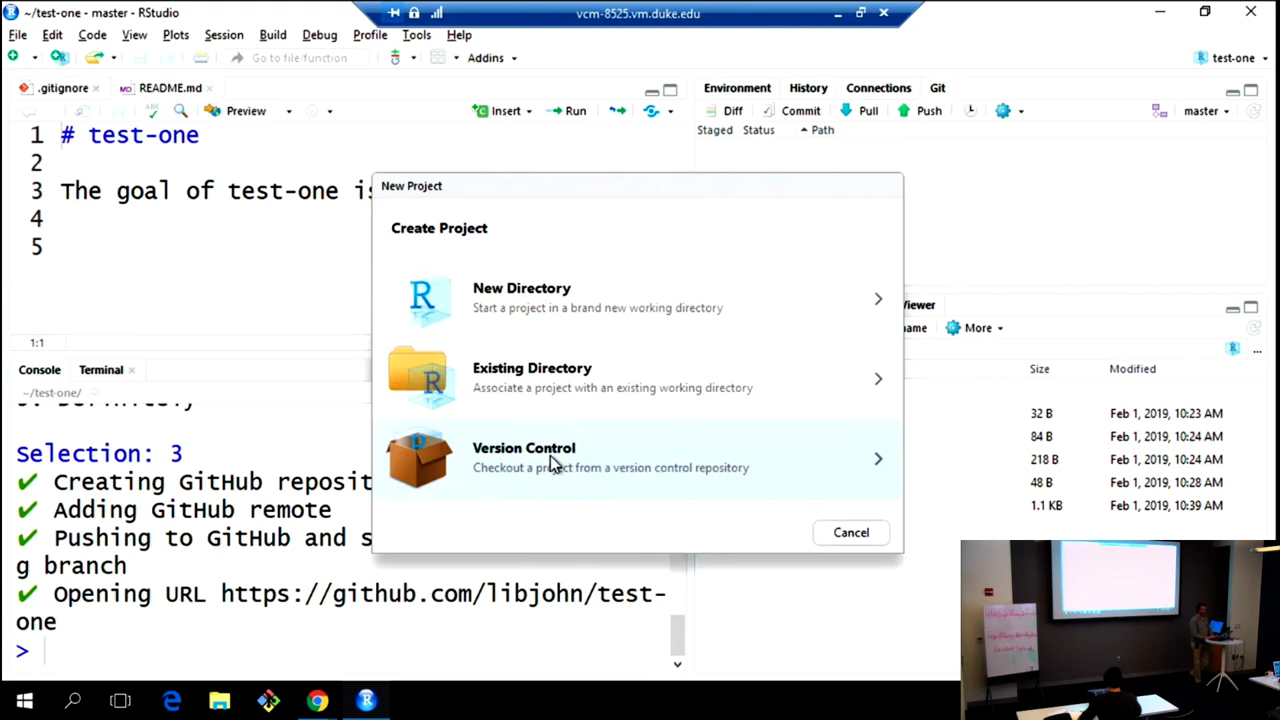 ~/test-one - master - RStudio
vcm-8525.vm.duke.edu
File Edit Code View Plots Session Build Debug Profile Tools Help
Go to file/function
Addins
test-one
.gitignore
README.md
Environment History Connections Git
Preview
Insert
Run
Diff Commit Pull Push
master
Staged Status Path
1 # test-one
2
3 The goal of test-one is
4
5
New Project
Create Project
New Directory
Start a project in a brand new working directory
Existing Directory
Associate a project with an existing working directory
Version Control
Checkout a project from a version control repository
Cancel
Viewer
name
More
Size Modified
32 B Feb 1, 2019, 10:23 AM
84 B Feb 1, 2019, 10:24 AM
218 B Feb 1, 2019, 10:24 AM
48 B Feb 1, 2019, 10:28 AM
1.1 KB Feb 1, 2019, 10:39 AM
1:1
Console Terminal
~/test-one/
3. Definitely
Selection: 3
✔ Creating GitHub reposit
✔ Adding GitHub remote
✔ Pushing to GitHub and s
g branch
✔ Opening URL https://github.com/libjohn/test-
one
>